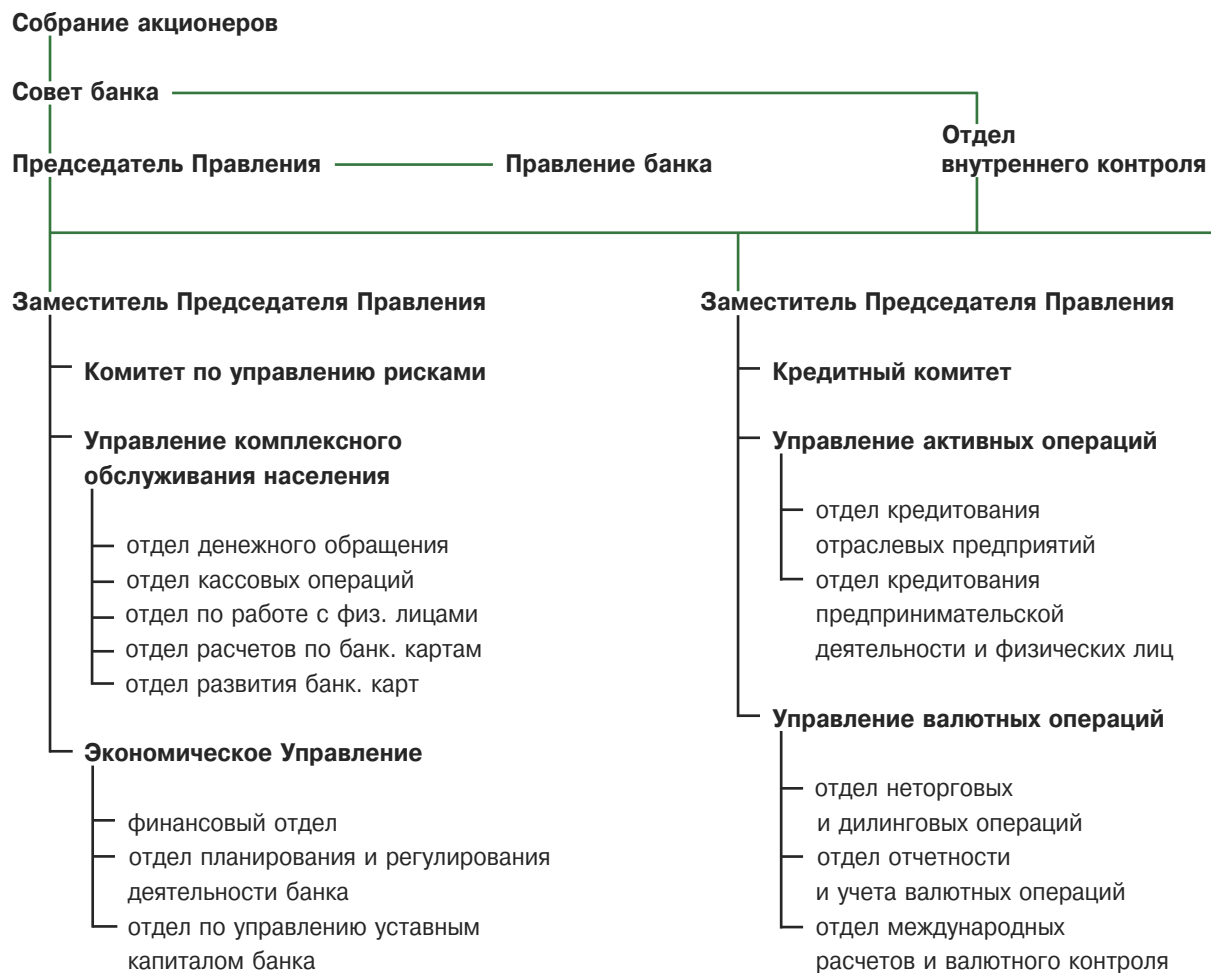 Собрание акционеров
Совет банка
Отдел
внутреннего контроля
Председатель Правления
Правление банка
Заместитель Председателя Правления
Комитет по управлению рисками
Управление комплексного
обслуживания населения
отдел денежного обращения
отдел кассовых операций
отдел по работе с физ. лицами
отдел расчетов по банк. картам
отдел развития банк. карт
Экономическое Управление
финансовый отдел
отдел планирования и регулирования
деятельности банка
отдел по управлению уставным
капиталом банка
Заместитель Председателя Правления
Кредитный комитет
Управление активных операций
отдел кредитования
отраслевых предприятий
отдел кредитования
предпринимательской
деятельности и физических лиц
Управление валютных операций
отдел неторговых
и дилинговых операций
отдел отчетности
и учета валютных операций
отдел международных
расчетов и валютного контроля